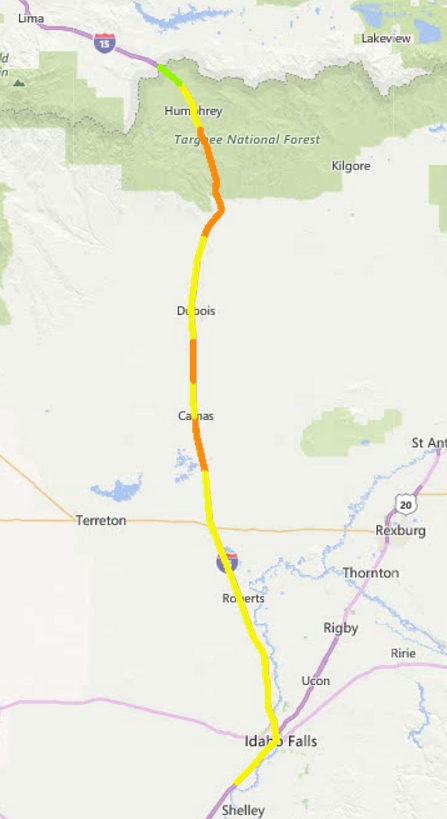 Lima
15
Lakeview
Humphrey
Targhee National Forest
Kilgore
Dubois
Camas
St Ant
20
Terreton
Rexburg
Thornton
Roberts
Rigby
Ririe
Ucon
Idaho Falls
Shelley